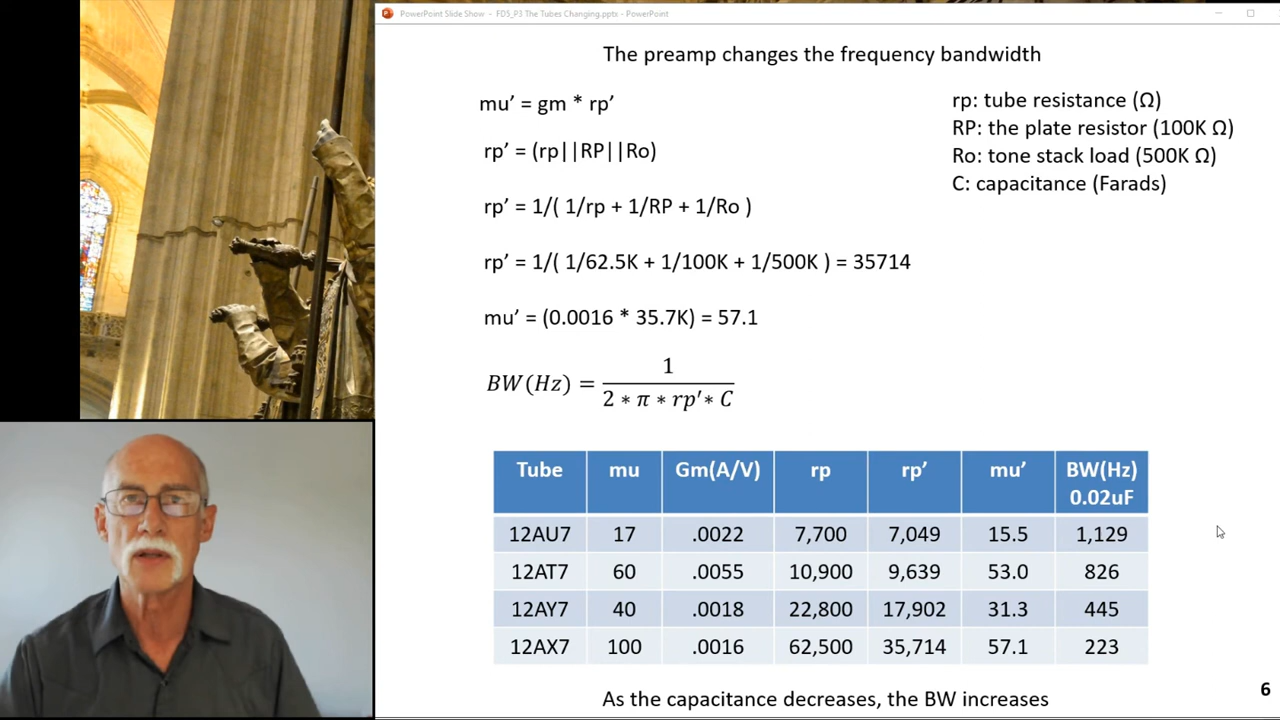 PowerPoint Slide Show - FD5_P3 The Tubes Changing.pptx - PowerPoint
The preamp changes the frequency bandwidth
mu’ = gm * rp’
rp’ = (rp||RP||Ro)
rp’ = 1/( 1/rp + 1/RP + 1/Ro )
rp’ = 1/( 1/62.5K + 1/100K + 1/500K ) = 35714
mu’ = (0.0016 * 35.7K) = 57.1
BW(Hz) = 1 / 2 * π * rp′ * C
rp: tube resistance (Ω)
RP: the plate resistor (100K Ω)
Ro: tone stack load (500K Ω)
C: capacitance (Farads)
Tube mu Gm(A/V) rp rp’ mu’ BW(Hz) 0.02uF
12AU7 17 .0022 7,700 7,049 15.5 1,129
12AT7 60 .0055 10,900 9,639 53.0 826
12AY7 40 .0018 22,800 17,902 31.3 445
12AX7 100 .0016 62,500 35,714 57.1 223
As the capacitance decreases, the BW increases
6